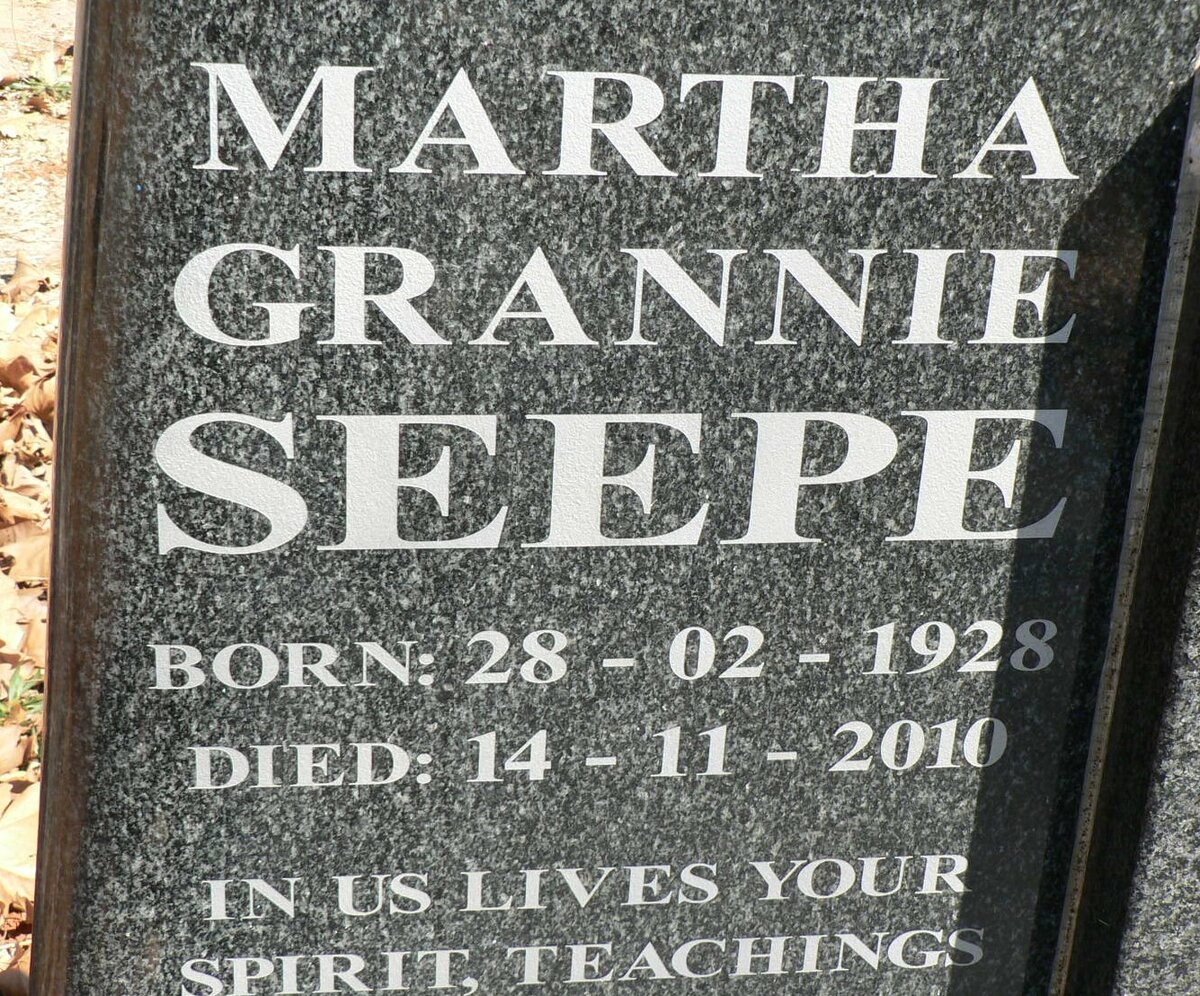 MARTHA
GRANNIE
SEEPE
BORN: 28 - 02 - 1928
DIED: 14 - 11 - 2010
IN US LIVES YOUR
SPIRIT, TEACHINGS